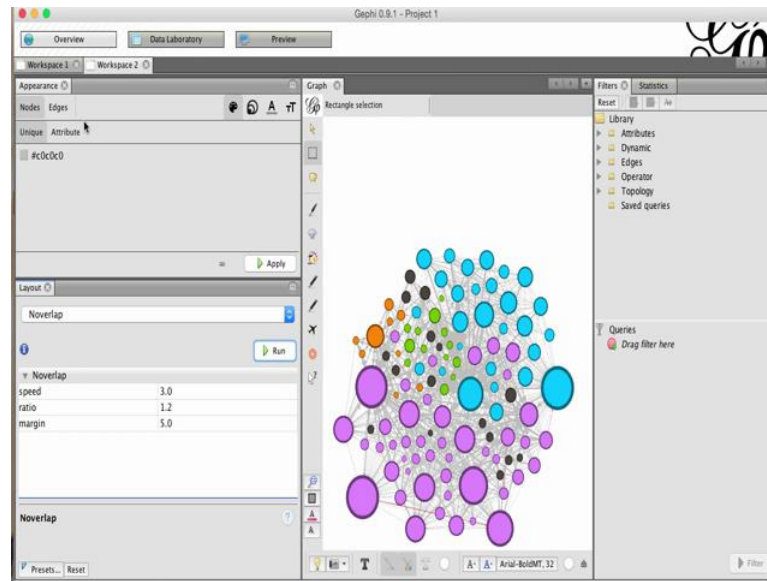 Gephi 0.9.1 - Project 1
Overview
Data Laboratory
Preview
Workspace 1
Workspace 2
Appearance
Nodes Edges
Unique Attribute
#c0c0c0
Apply
Layout
Noverlap
Run
Noverlap
speed 3.0
ratio 1.2
margin 5.0
Noverlap
Presets... Reset
Graph
Rectangle selection
T
A- A- Arial-BoldMT, 32
Filters Statistics
Reset
Library
Attributes
Dynamic
Edges
Operator
Topology
Saved queries
Queries
Drag filter here
Filter